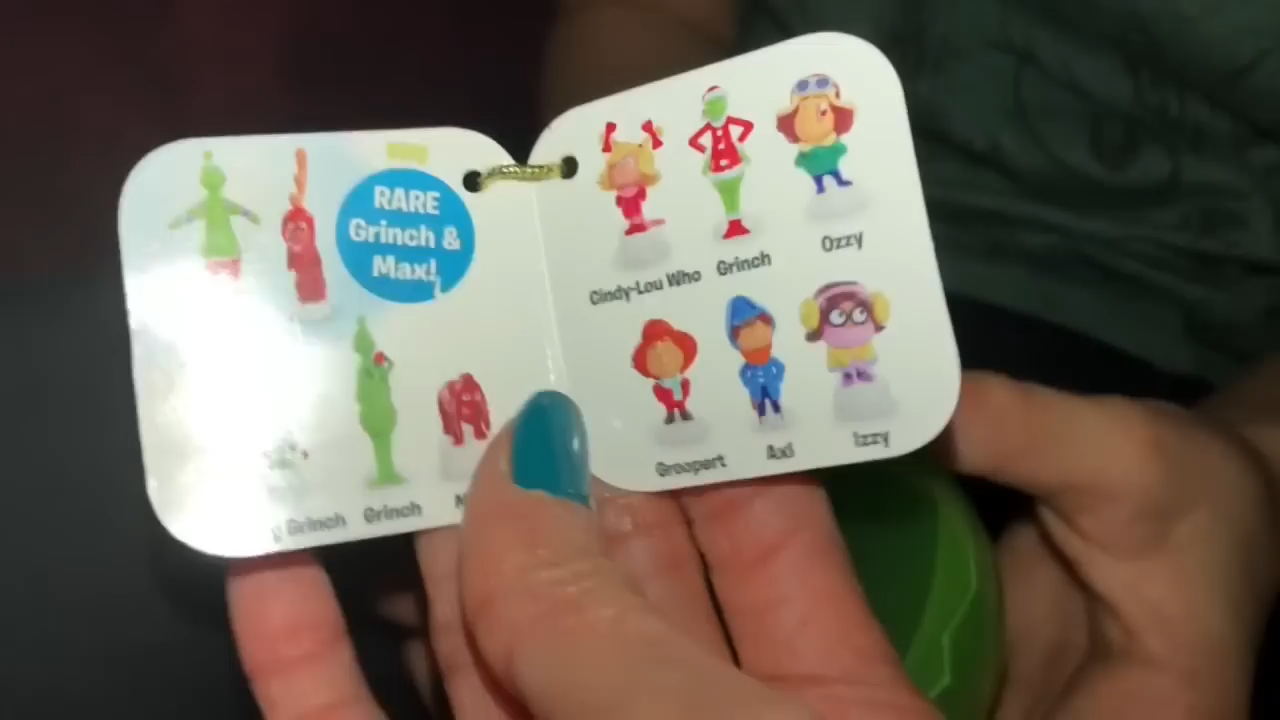 RARE
Grinch &
Max!
Grinch Grinch
Cindy-Lou Who Grinch Ozzy
Groopert Axl Izzy